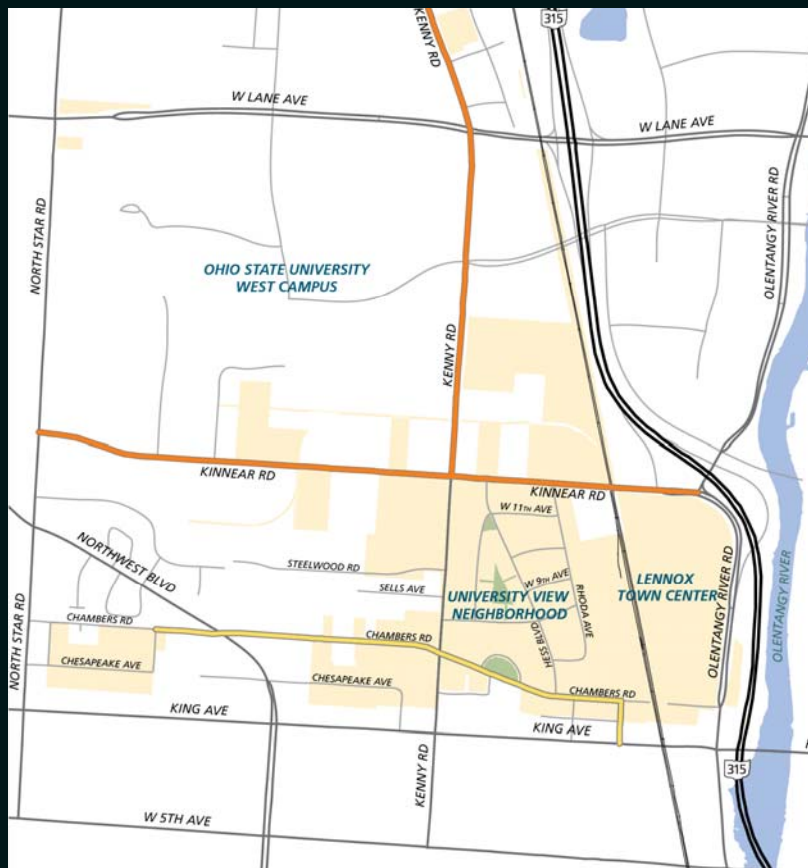 315
KENNY RD
W LANE AVE
W LANE AVE
NORTH STAR RD
OLENTANGY RIVER RD
OHIO STATE UNIVERSITY
WEST CAMPUS
KENNY RD
KINNEAR RD
KINNEAR RD
W 11TH AVE
NORTHWEST BLVD
STEELWOOD RD
SELLS AVE
W 9TH AVE
UNIVERSITY VIEW
NEIGHBORHOOD
RHODA AVE
HESS BLVD
LENNOX
TOWN CENTER
OLENTANGY RIVER RD
OLENTANGY RIVER
NORTH STAR RD
CHAMBERS RD
CHAMBERS RD
CHESAPEAKE AVE
CHESAPEAKE AVE
CHAMBERS RD
KING AVE
KING AVE
KENNY RD
315
W 5TH AVE